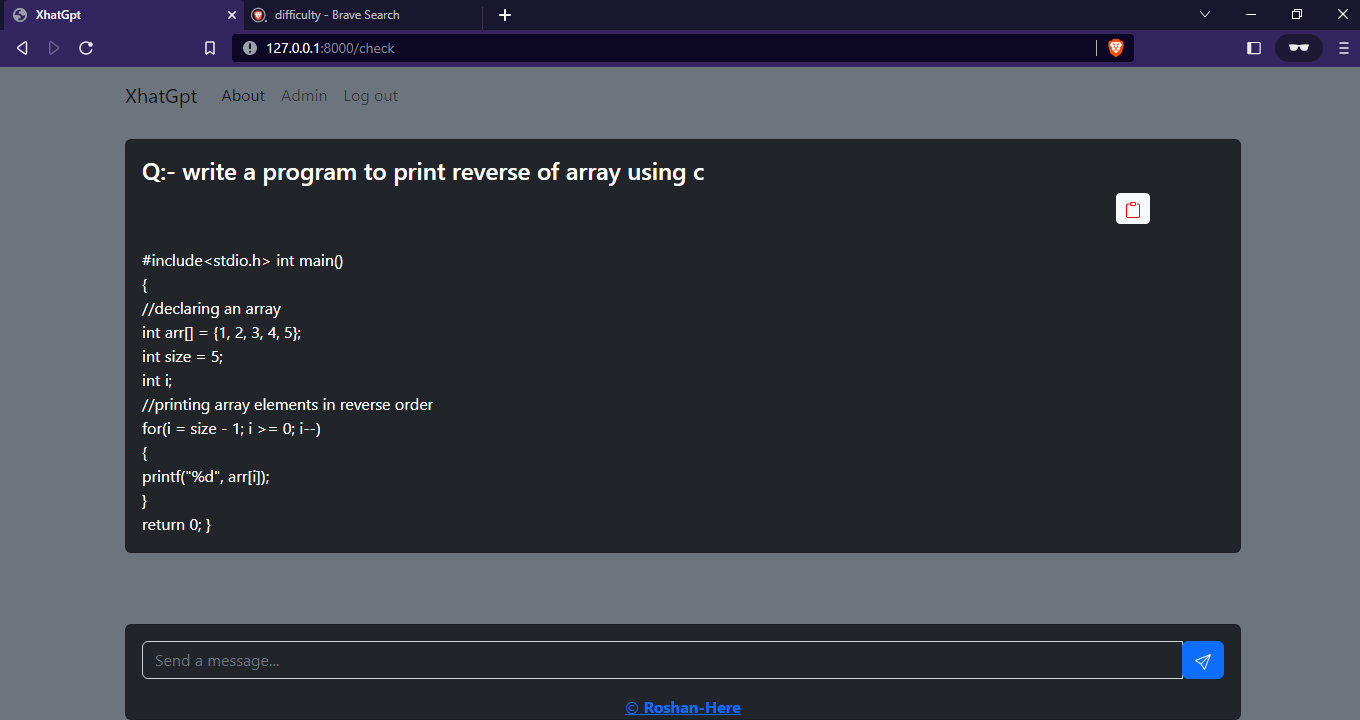 XhatGpt
difficulty - Brave Search
127.0.0.1:8000/check
XhatGpt About Admin Log out
Q:- write a program to print reverse of array using c
#include<stdio.h> int main()
{
//declaring an array
int arr[] = {1, 2, 3, 4, 5};
int size = 5;
int i;
//printing array elements in reverse order
for(i = size - 1; i >= 0; i--)
{
printf("%d", arr[i]);
}
return 0; }
Send a message...
© Roshan-Here